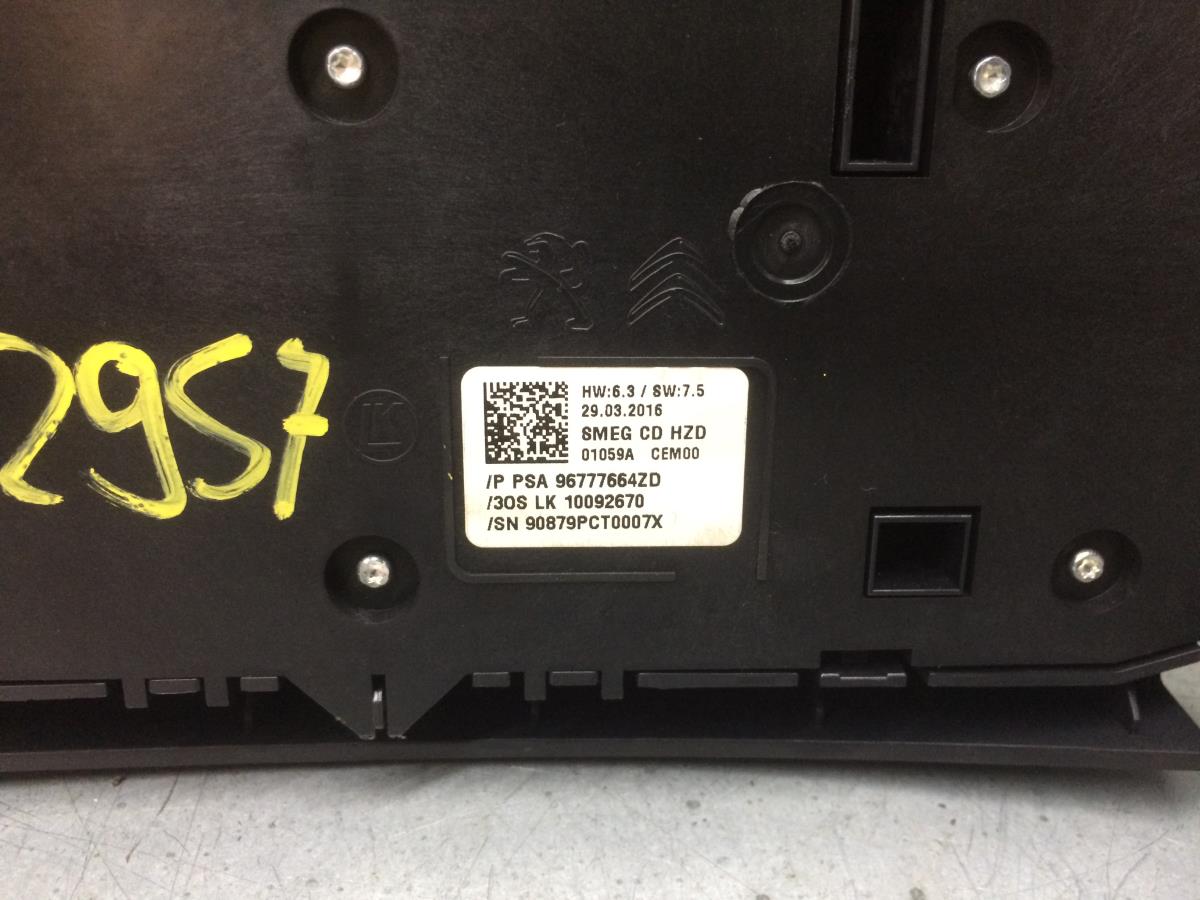 2957
LK
HW:6.3 / SW:7.5
29.03.2016
SMEG CD HZD
01059A CEM00
/P PSA 96777664ZD
/3OS LK 10092670
/SN 90879PCT0007X